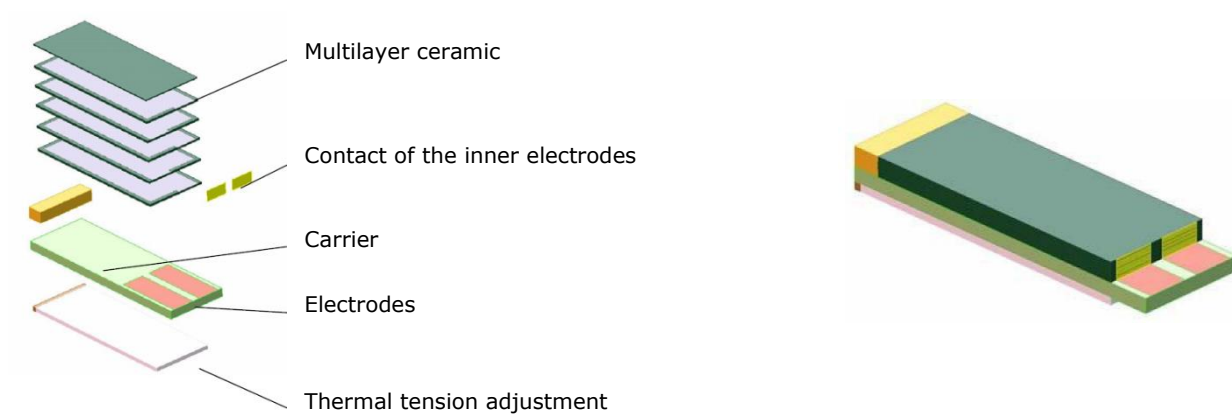 Multilayer ceramic
Contact of the inner electrodes
Carrier
Electrodes
Thermal tension adjustment